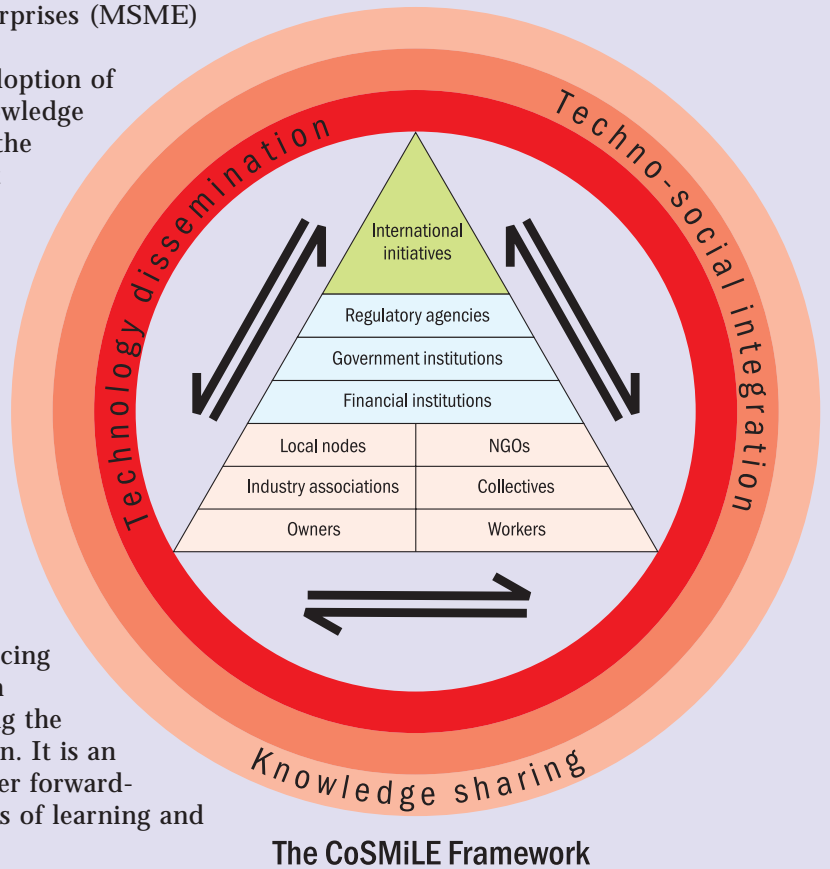 erprises (MSME)
loption of
wledge
the
Technology dissemination
Techno-social integration
International
initiatives
Regulatory agencies
Government institutions
Financial institutions
Local nodes NGOs
Industry associations Collectives
Owners Workers
cing
g the
n. It is an
er forward-
s of learning and
Knowledge sharing
The CoSMiLE Framework